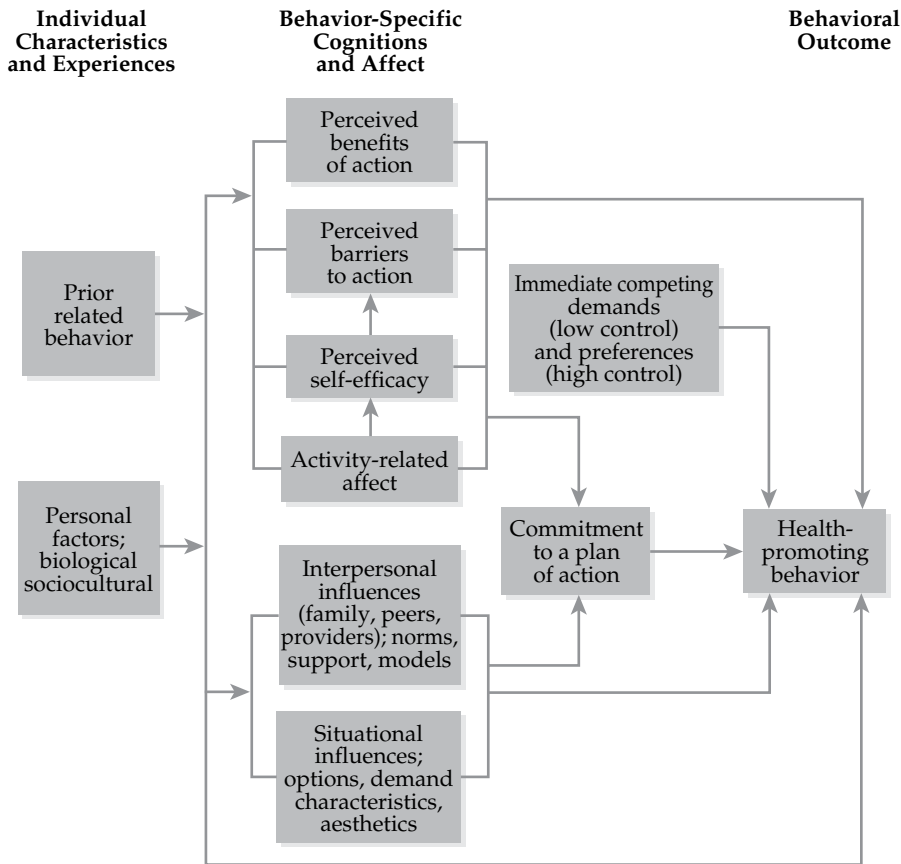 Individual
Characteristics
and Experiences
Behavior-Specific
Cognitions
and Affect
Behavioral
Outcome
Perceived
benefits
of action
Perceived
barriers
to action
Prior
related
behavior
Immediate competing
demands
(low control)
and preferences
(high control)
Perceived
self-efficacy
Activity-related
affect
Personal
factors;
biological
sociocultural
Commitment
to a plan
of action
Health-
promoting
behavior
Interpersonal
influences
(family, peers,
providers); norms,
support, models
Situational
influences;
options, demand
characteristics,
aesthetics